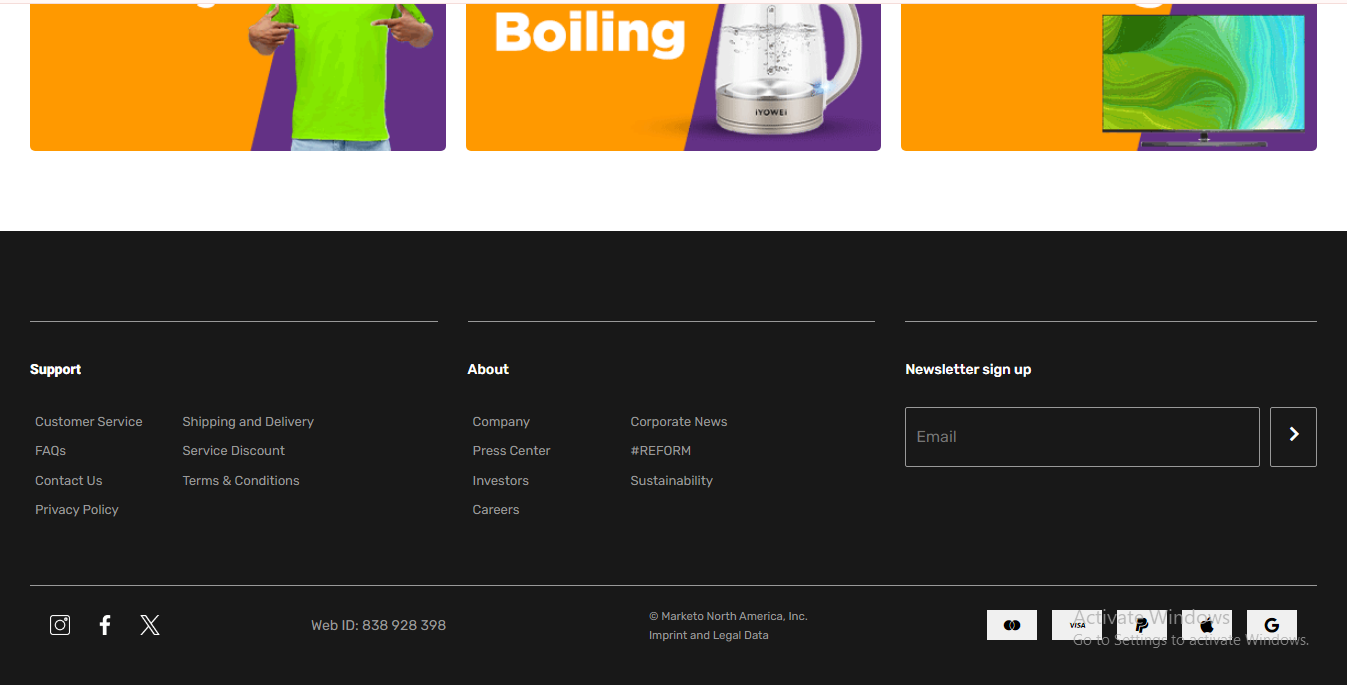 Boiling
iYOWEi
Support
Customer Service
FAQs
Contact Us
Privacy Policy
Shipping and Delivery
Service Discount
Terms & Conditions
About
Company
Press Center
Investors
Careers
Corporate News
#REFORM
Sustainability
Newsletter sign up
Email
Web ID: 838 928 398
© Marketo North America, Inc.
Imprint and Legal Data
VISA
Activate Windows
Go to Settings to activate Windows.